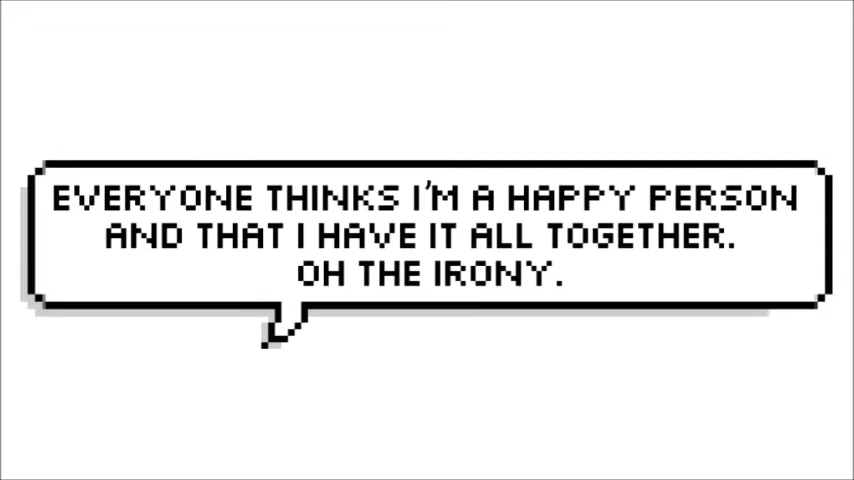 EVERYONE THINKS I'M A HAPPY PERSON
AND THAT I HAVE IT ALL TOGETHER.
OH THE IRONY.